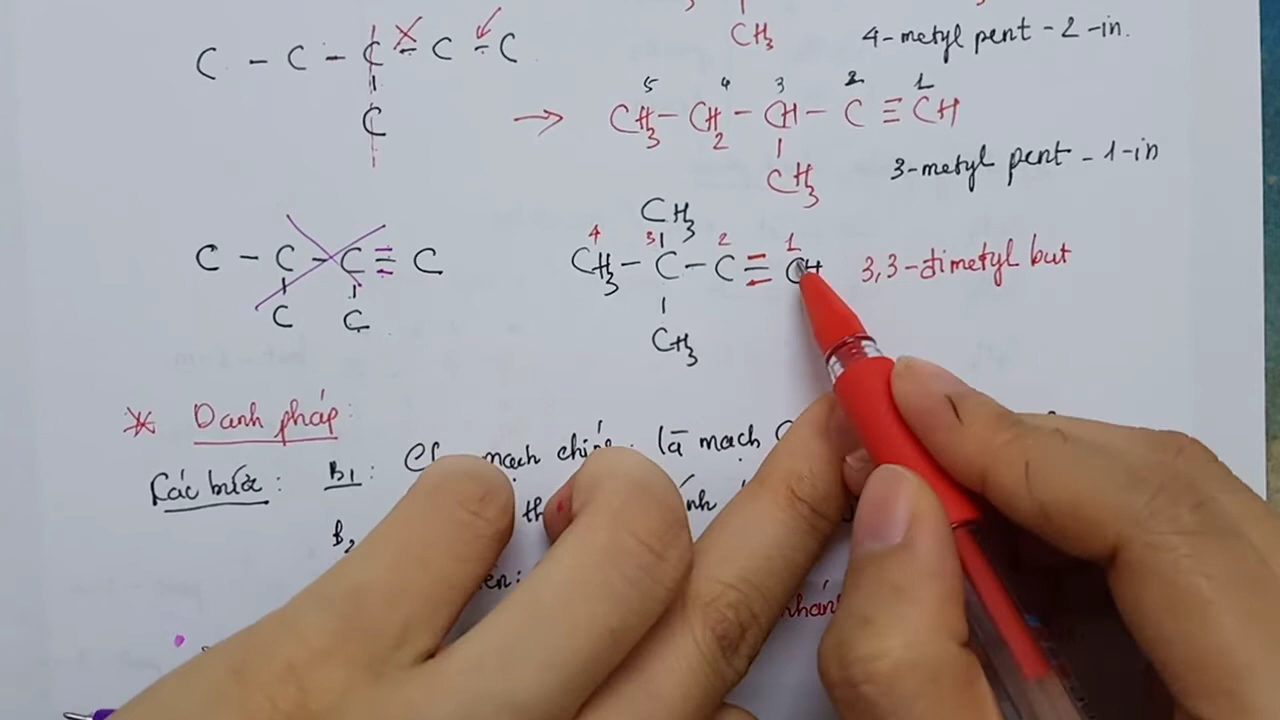 CH3
4-metyl pent-2-in.
C - C - C - C - C
C
5 4 3 2 1
CH3 - CH2 - CH - C ≡ CH
CH3
3-metyl pent-1-in
C - C - C ≡ C
C C
CH3
4 3 2 1
CH3 - C - C ≡ CH
CH3
3,3-đimetyl but
* Danh pháp:
Các bước: B1: mạch chính: là mạch
B2
nhánh